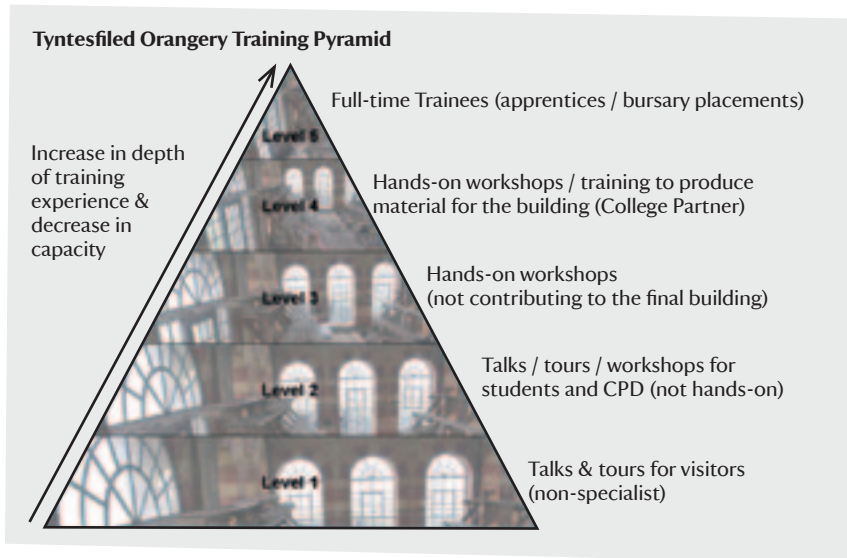 Tyntesfiled Orangery Training Pyramid
Full-time Trainees (apprentices / bursary placements)
Level 5
Increase in depth
of training
experience &
decrease in
capacity
Hands-on workshops / training to produce
material for the building (College Partner)
Level 4
Hands-on workshops
(not contributing to the final building)
Level 3
Talks / tours / workshops for
students and CPD (not hands-on)
Level 2
Talks & tours for visitors
(non-specialist)
Level 1